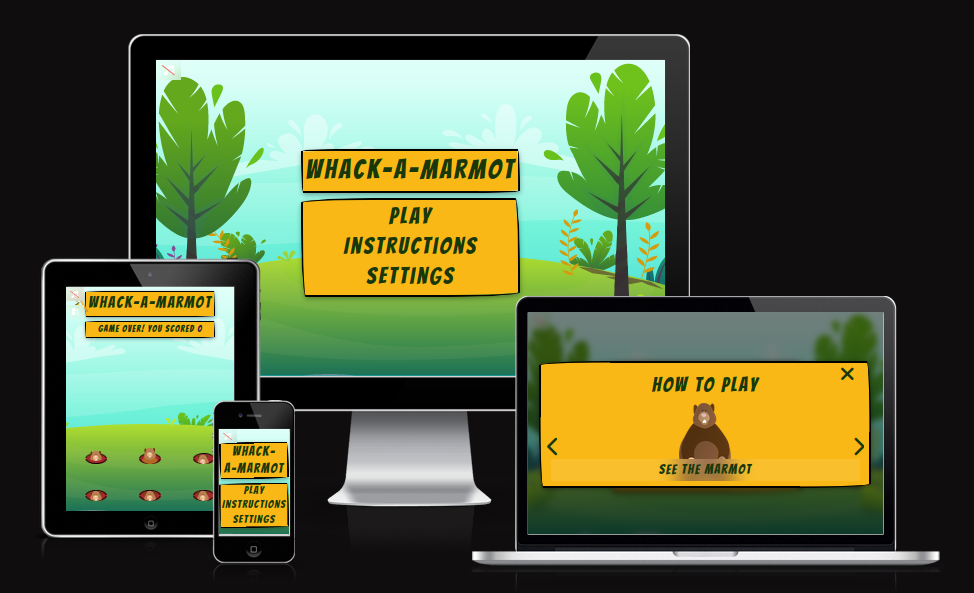 WHACK-A-MARMOT
PLAY
INSTRUCTIONS
SETTINGS
WHACK-A-MARMOT
GAME OVER! YOU SCORED 0
WHACK-
A-MARMOT
PLAY
INSTRUCTIONS
SETTINGS
HOW TO PLAY
SEE THE MARMOT